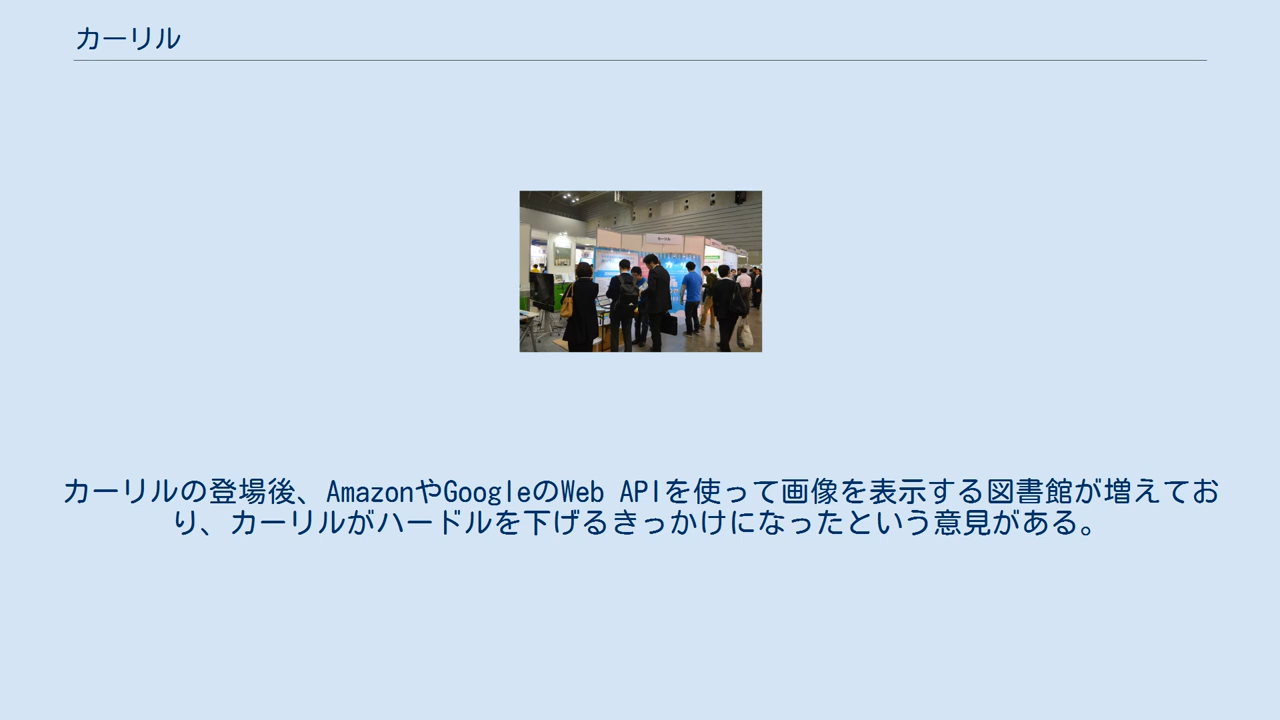 カーリル
カーリル
カーリルの登場後、AmazonやGoogleのWeb APIを使って画像を表示する図書館が増えてお
り、カーリルがハードルを下げるきっかけになったという意見がある。